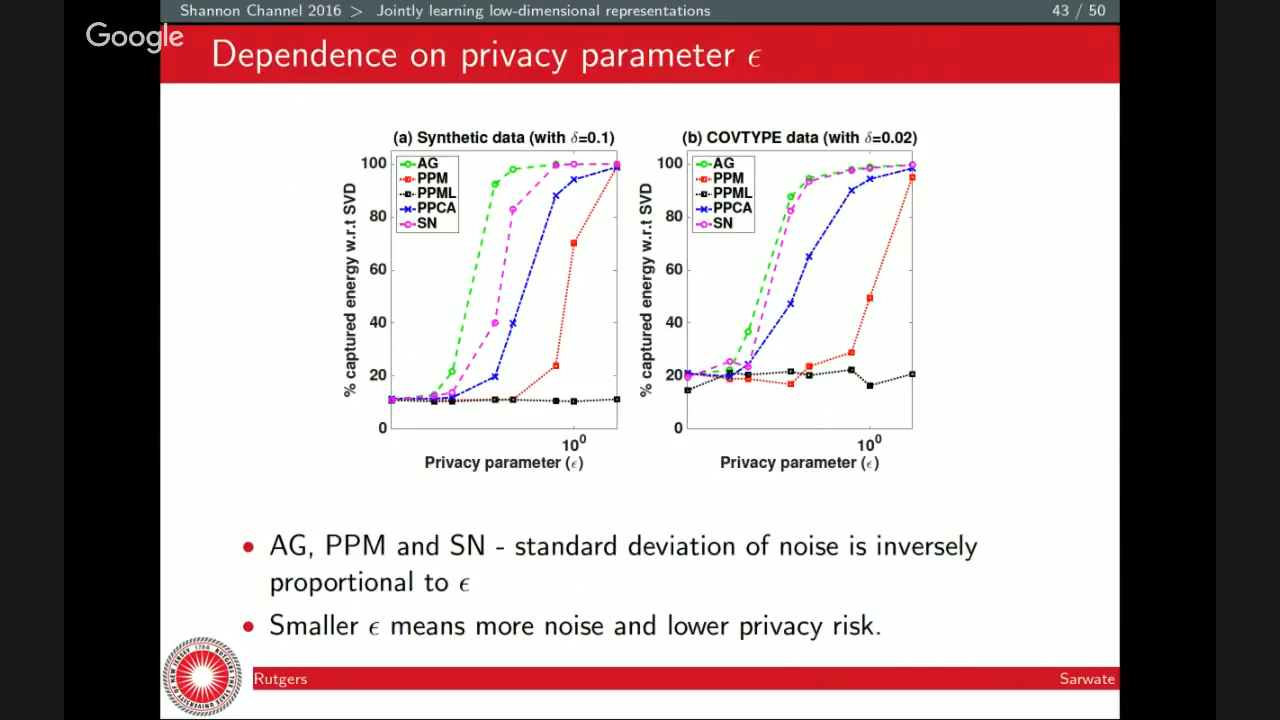 Shannon Channel 2016 > Jointly learning low-dimensional representations 43 / 50
Google
Dependence on privacy parameter ϵ
(a) Synthetic data (with δ=0.1)
100
80
60
40
20
0
% captured energy w.r.t SVD
AG
PPM
PPML
PPCA
SN
10⁰
Privacy parameter (ϵ)
(b) COVTYPE data (with δ=0.02)
100
80
60
40
20
0
% captured energy w.r.t SVD
AG
PPM
PPML
PPCA
SN
10⁰
Privacy parameter (ϵ)
• AG, PPM and SN - standard deviation of noise is inversely
proportional to ϵ
• Smaller ϵ means more noise and lower privacy risk.
Rutgers Sarwate